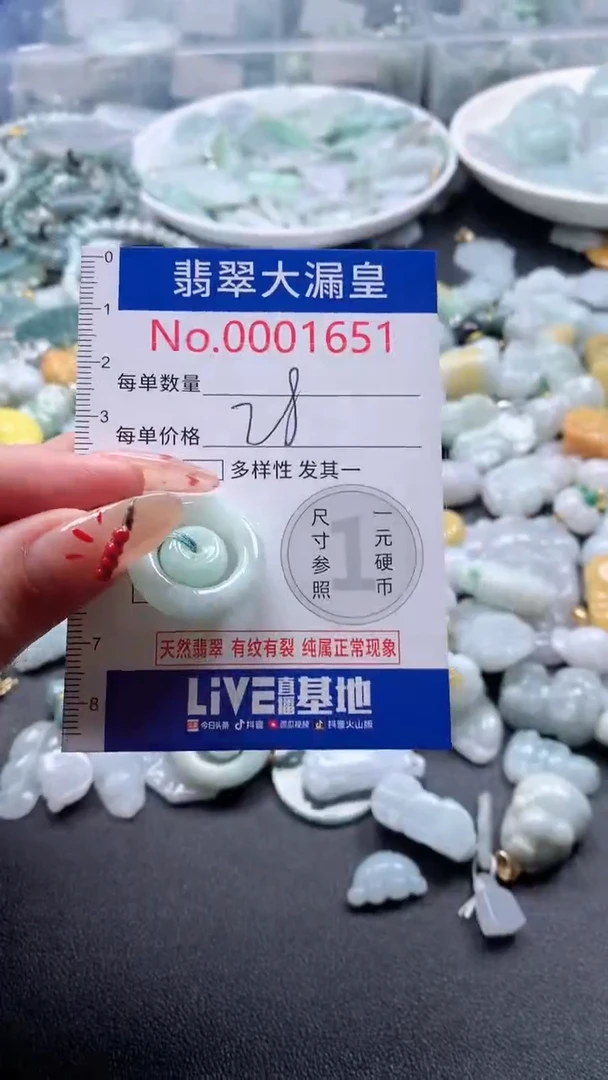 0
翡翠大漏皇
1
No.0001651
2
每单数量
3
每单价格 28
多样性 发其一
尺寸参照 1 一元硬币
7
天然翡翠 有纹有裂 纯属正常现象
8
LiVE直播基地
今日头条 抖音 西瓜视频 抖音火山版